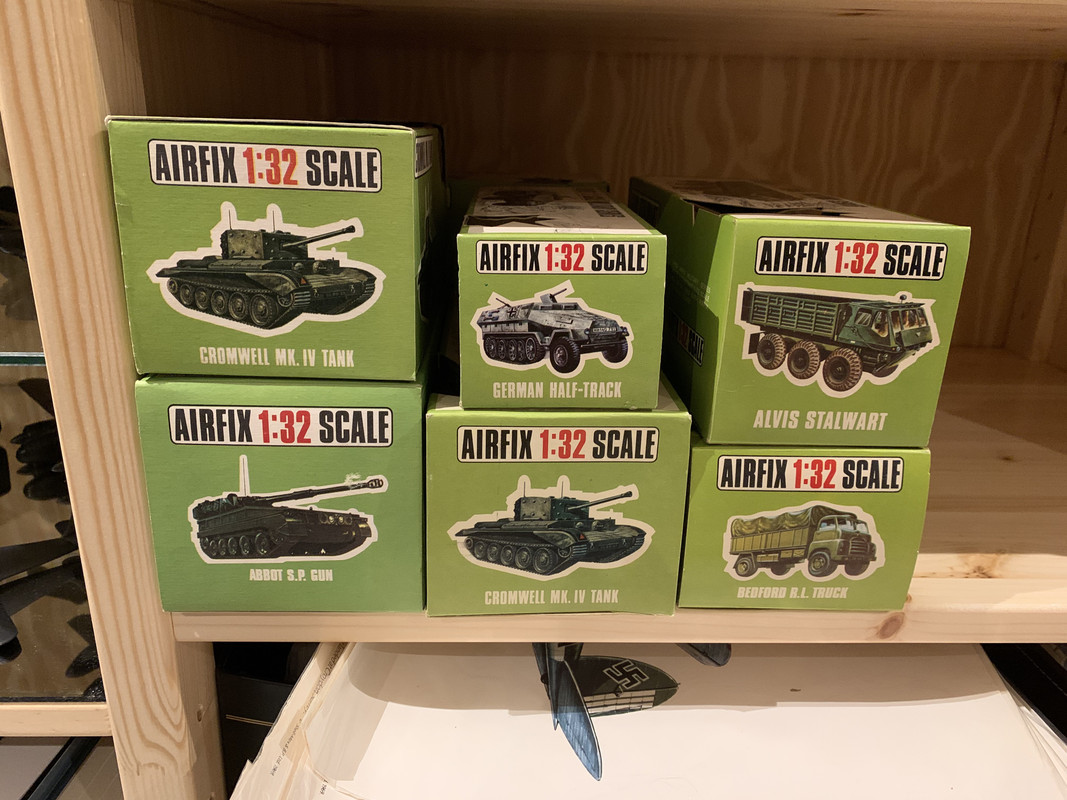 AIRFIX 1:32 SCALE
CROMWELL MK. IV TANK
AIRFIX 1:32 SCALE
GERMAN HALF-TRACK
AIRFIX 1:32 SCALE
ALVIS STALWART
SCALE
AIRFIX 1:32 SCALE
ABBOT S.P. GUN
AIRFIX 1:32 SCALE
CROMWELL MK. IV TANK
AIRFIX 1:32 SCALE
BEDFORD R.L. TRUCK